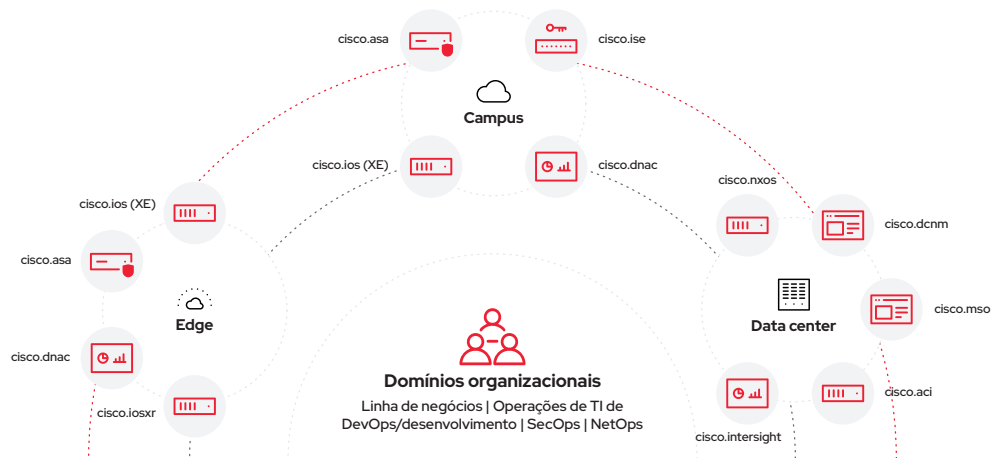 cisco.asa
cisco.ise
Campus
cisco.ios (XE)
cisco.dnac
cisco.ios (XE)
cisco.asa
Edge
cisco.dnac
cisco.iosxr
cisco.nxos
cisco.dcnm
cisco.mso
Data center
cisco.aci
cisco.intersight
Domínios organizacionais
Linha de negócios | Operações de TI de
DevOps/desenvolvimento | SecOps | NetOps